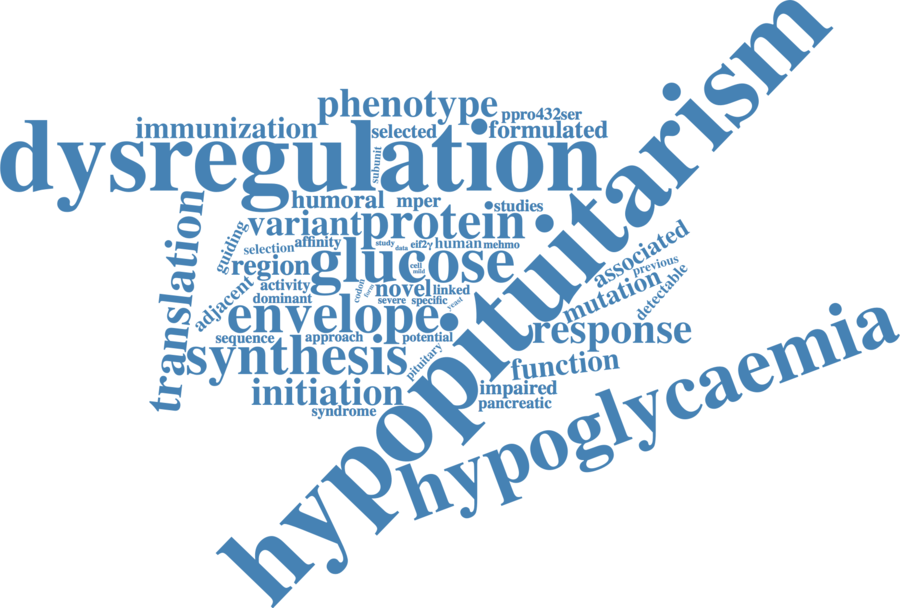 hypopituitarism
phenotype
ppro432ser
immunization
selected
formulated
dysregulation
subunit
humoral
mper
studies
translation
guiding
variant
protein
selection
affinity
study
data
eif2γ
human
mehmo
associated
region
glucose
cell
mild
previous
adjacent
activity
codon
form
novel
linked
mutation
detectable
dominant
severe
specific
yeast
envelope
response
sequence
approach
potential
synthesis
pituitary
function
initiation
impaired
syndrome
pancreatic
hypoglycaemia